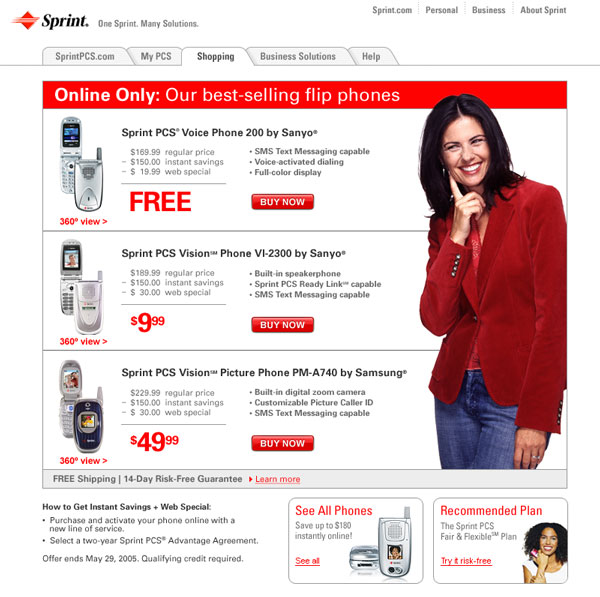 Sprint.com | Personal | Business | About Sprint
Sprint. One Sprint. Many Solutions.
SprintPCS.com My PCS Shopping Business Solutions Help
Online Only: Our best-selling flip phones
Sprint PCS® Voice Phone 200 by Sanyo®
$169.99 regular price
– $150.00 instant savings
– $ 19.99 web special
FREE
• SMS Text Messaging capable
• Voice-activated dialing
• Full-color display
BUY NOW
360º view >
Sprint PCS Vision℠ Phone VI-2300 by Sanyo®
$189.99 regular price
– $150.00 instant savings
– $ 30.00 web special
$9.99
• Built-in speakerphone
• Sprint PCS Ready Link℠ capable
• SMS Text Messaging capable
BUY NOW
360º view >
Sprint PCS Vision℠ Picture Phone PM-A740 by Samsung®
$229.99 regular price
– $150.00 instant savings
– $ 30.00 web special
$49.99
• Built-in digital zoom camera
• Customizable Picture Caller ID
• SMS Text Messaging capable
BUY NOW
360º view >
FREE Shipping | 14-Day Risk-Free Guarantee Learn more
How to Get Instant Savings + Web Special:
• Purchase and activate your phone online with a
new line of service.
• Select a two-year Sprint PCS® Advantage Agreement.
Offer ends May 29, 2005. Qualifying credit required.
See All Phones
Save up to $180
instantly online!
See all
Recommended Plan
The Sprint PCS
Fair & Flexible℠ Plan
Try it risk-free